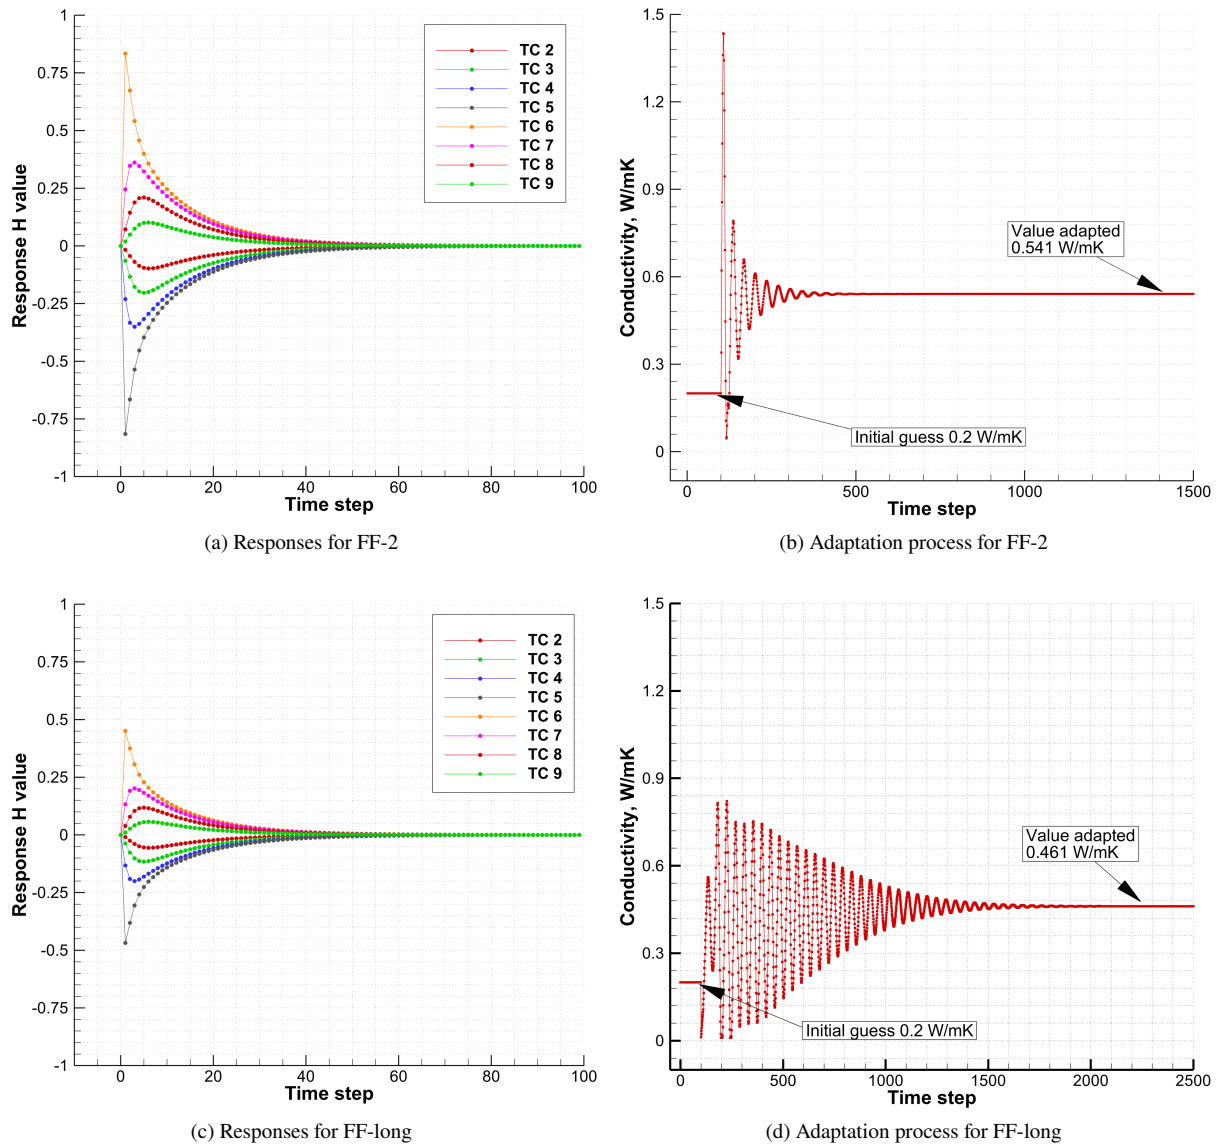 1
0.75
0.5
0.25
0
-0.25
-0.5
-0.75
-1
Response H value
TC 2
TC 3
TC 4
TC 5
TC 6
TC 7
TC 8
TC 9
0 20 40 60 80 100
Time step
(a) Responses for FF-2
1.5
1.2
0.9
0.6
0.3
0
Conductivity, W/mK
Value adapted
0.541 W/mK
Initial guess 0.2 W/mK
0 500 1000 1500
Time step
(b) Adaptation process for FF-2
1
0.75
0.5
0.25
0
-0.25
-0.5
-0.75
-1
Response H value
TC 2
TC 3
TC 4
TC 5
TC 6
TC 7
TC 8
TC 9
0 20 40 60 80 100
Time step
(c) Responses for FF-long
1.5
1.2
0.9
0.6
0.3
0
Conductivity, W/mK
Value adapted
0.461 W/mK
Initial guess 0.2 W/mK
0 500 1000 1500 2000 2500
Time step
(d) Adaptation process for FF-long